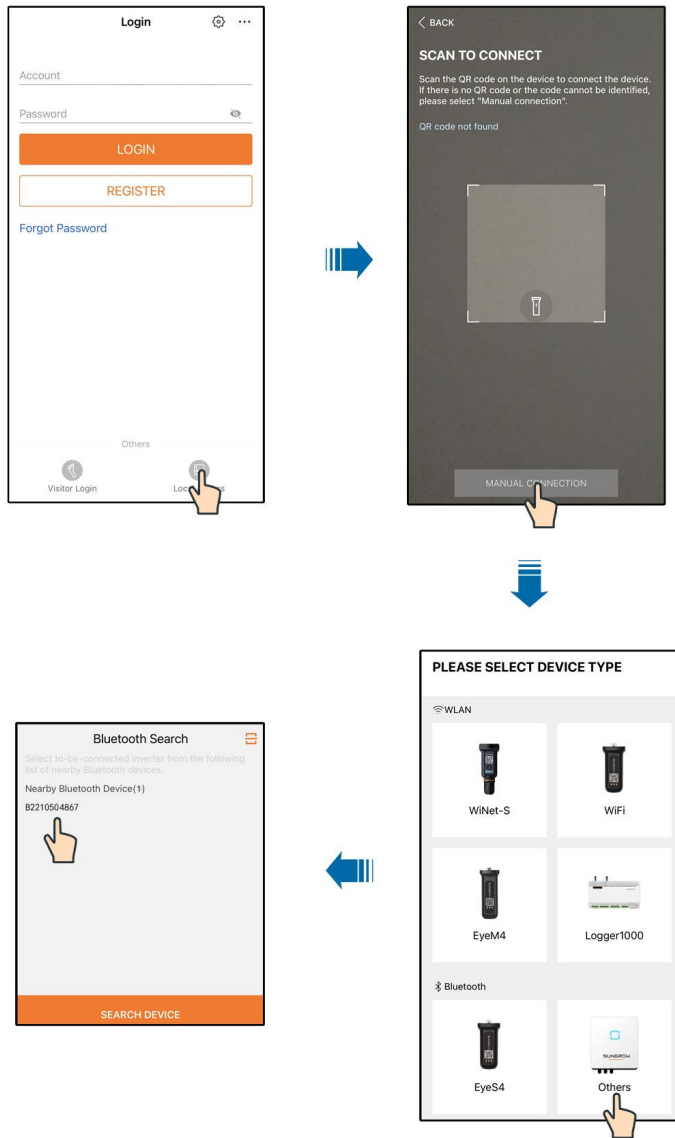 Login
Account
Password
LOGIN
REGISTER
Forgot Password
Others
Visitor Login
BACK
SCAN TO CONNECT
Scan the QR code on the device to connect the device.
If there is no QR code or the code cannot be identified,
please select "Manual connection".
QR code not found
MANUAL CONNECTION
PLEASE SELECT DEVICE TYPE
WLAN
WiNet-S
WiFi
EyeM4
Logger1000
Bluetooth
EyeS4
SUNGROW
Others
Bluetooth Search
Select to-be-connected inverter from the following
list of nearby Bluetooth devices.
Nearby Bluetooth Device(1)
B2210504867
SEARCH DEVICE